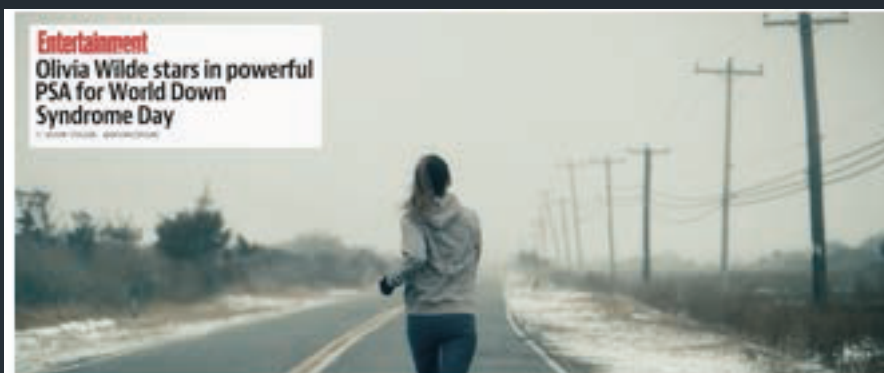 Entertainment
Olivia Wilde stars in powerful
PSA for World Down
Syndrome Day